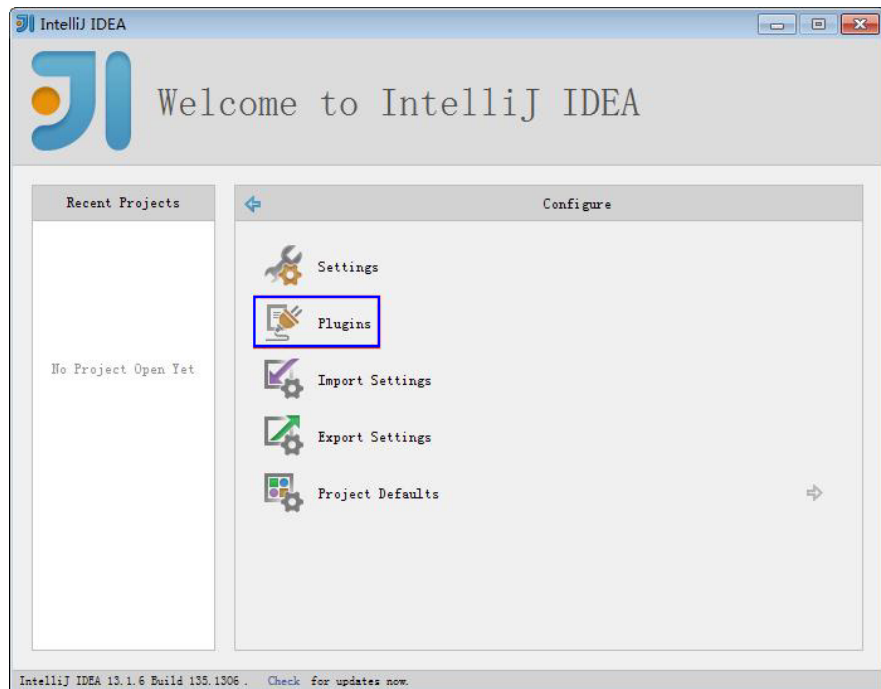 IntelliJ IDEA
Welcome to IntelliJ IDEA
Recent Projects
Configure
Settings
Plugins
No Project Open Yet
Import Settings
Export Settings
Project Defaults
IntelliJ IDEA 13.1.6 Build 135.1306 . Check for updates now.